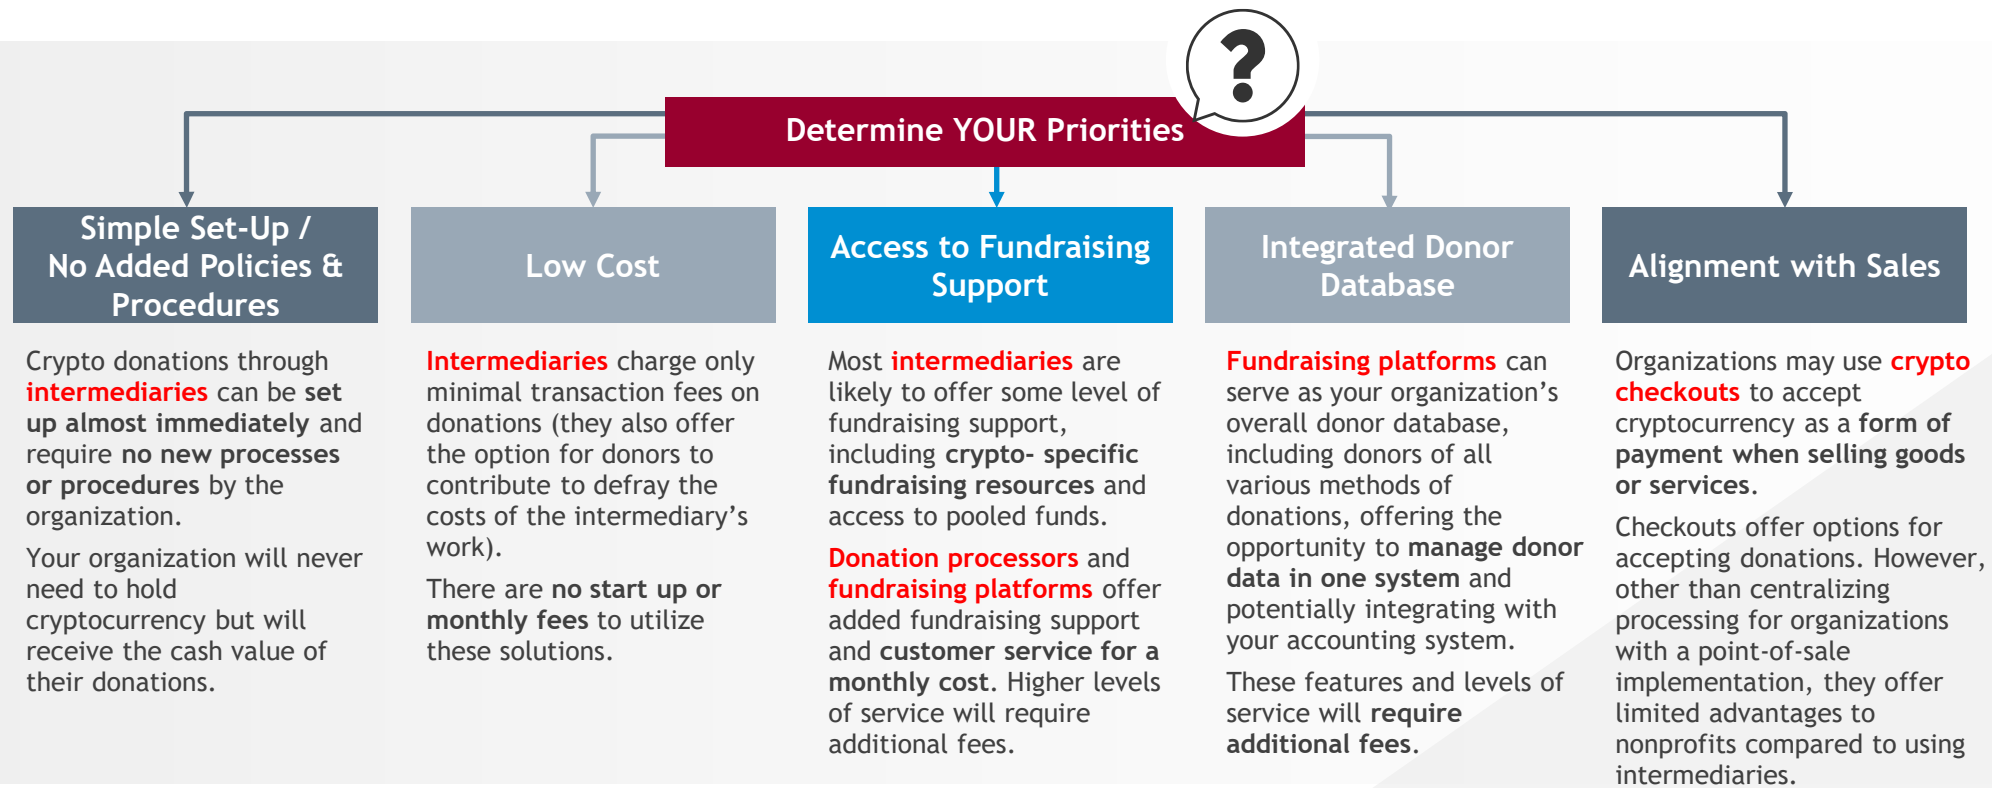 ?
Determine YOUR Priorities
Simple Set-Up /
No Added Policies &
Procedures
Crypto donations through
intermediaries can be set
up almost immediately and
require no new processes
or procedures by the
organization.
Your organization will never
need to hold
cryptocurrency but will
receive the cash value of
their donations.
Low Cost
Intermediaries charge only
minimal transaction fees on
donations (they also offer
the option for donors to
contribute to defray the
costs of the intermediary’s
work).
There are no start up or
monthly fees to utilize
these solutions.
Access to Fundraising
Support
Most intermediaries are
likely to offer some level of
fundraising support,
including crypto- specific
fundraising resources and
access to pooled funds.
Donation processors and
fundraising platforms offer
added fundraising support
and customer service for a
monthly cost. Higher levels
of service will require
additional fees.
Integrated Donor
Database
Fundraising platforms can
serve as your organization’s
overall donor database,
including donors of all
various methods of
donations, offering the
opportunity to manage donor
data in one system and
potentially integrating with
your accounting system.
These features and levels of
service will require
additional fees.
Alignment with Sales
Organizations may use crypto
checkouts to accept
cryptocurrency as a form of
payment when selling goods
or services.
Checkouts offer options for
accepting donations. However,
other than centralizing
processing for organizations
with a point-of-sale
implementation, they offer
limited advantages to
nonprofits compared to using
intermediaries.